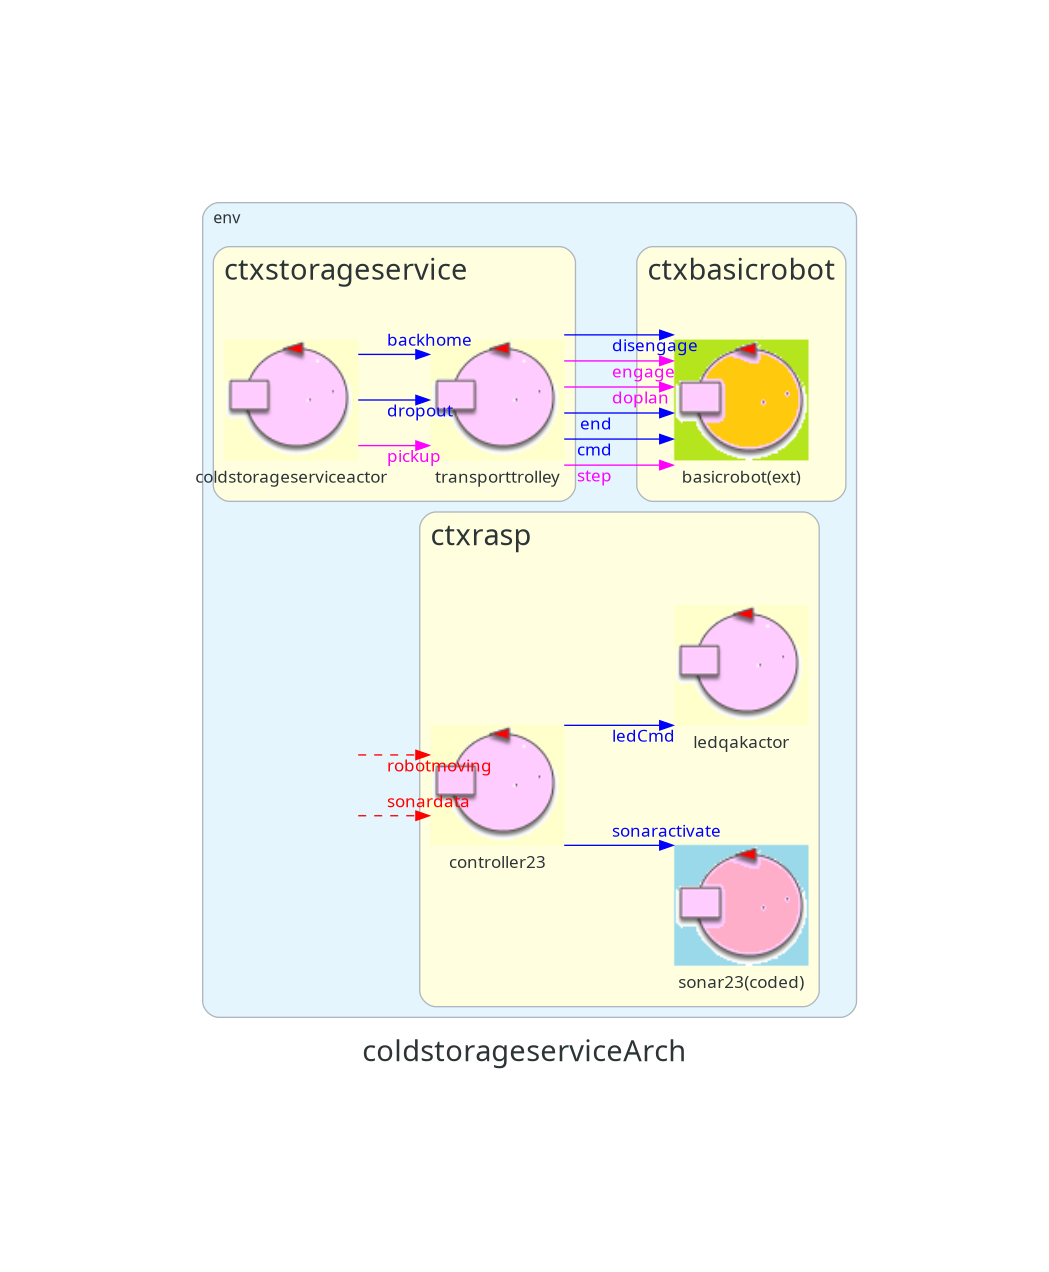 env
ctxstorageservice
ctxbasicrobot
backhome
dropout
pickup
disengage
engage
doplan
end
cmd
step
coldstorageserviceactor
transporttrolley
basicrobot(ext)
ctxrasp
ledCmd
ledqakactor
robotmoving
sonardata
sonaractivate
controller23
sonar23(coded)
coldstorageserviceArch